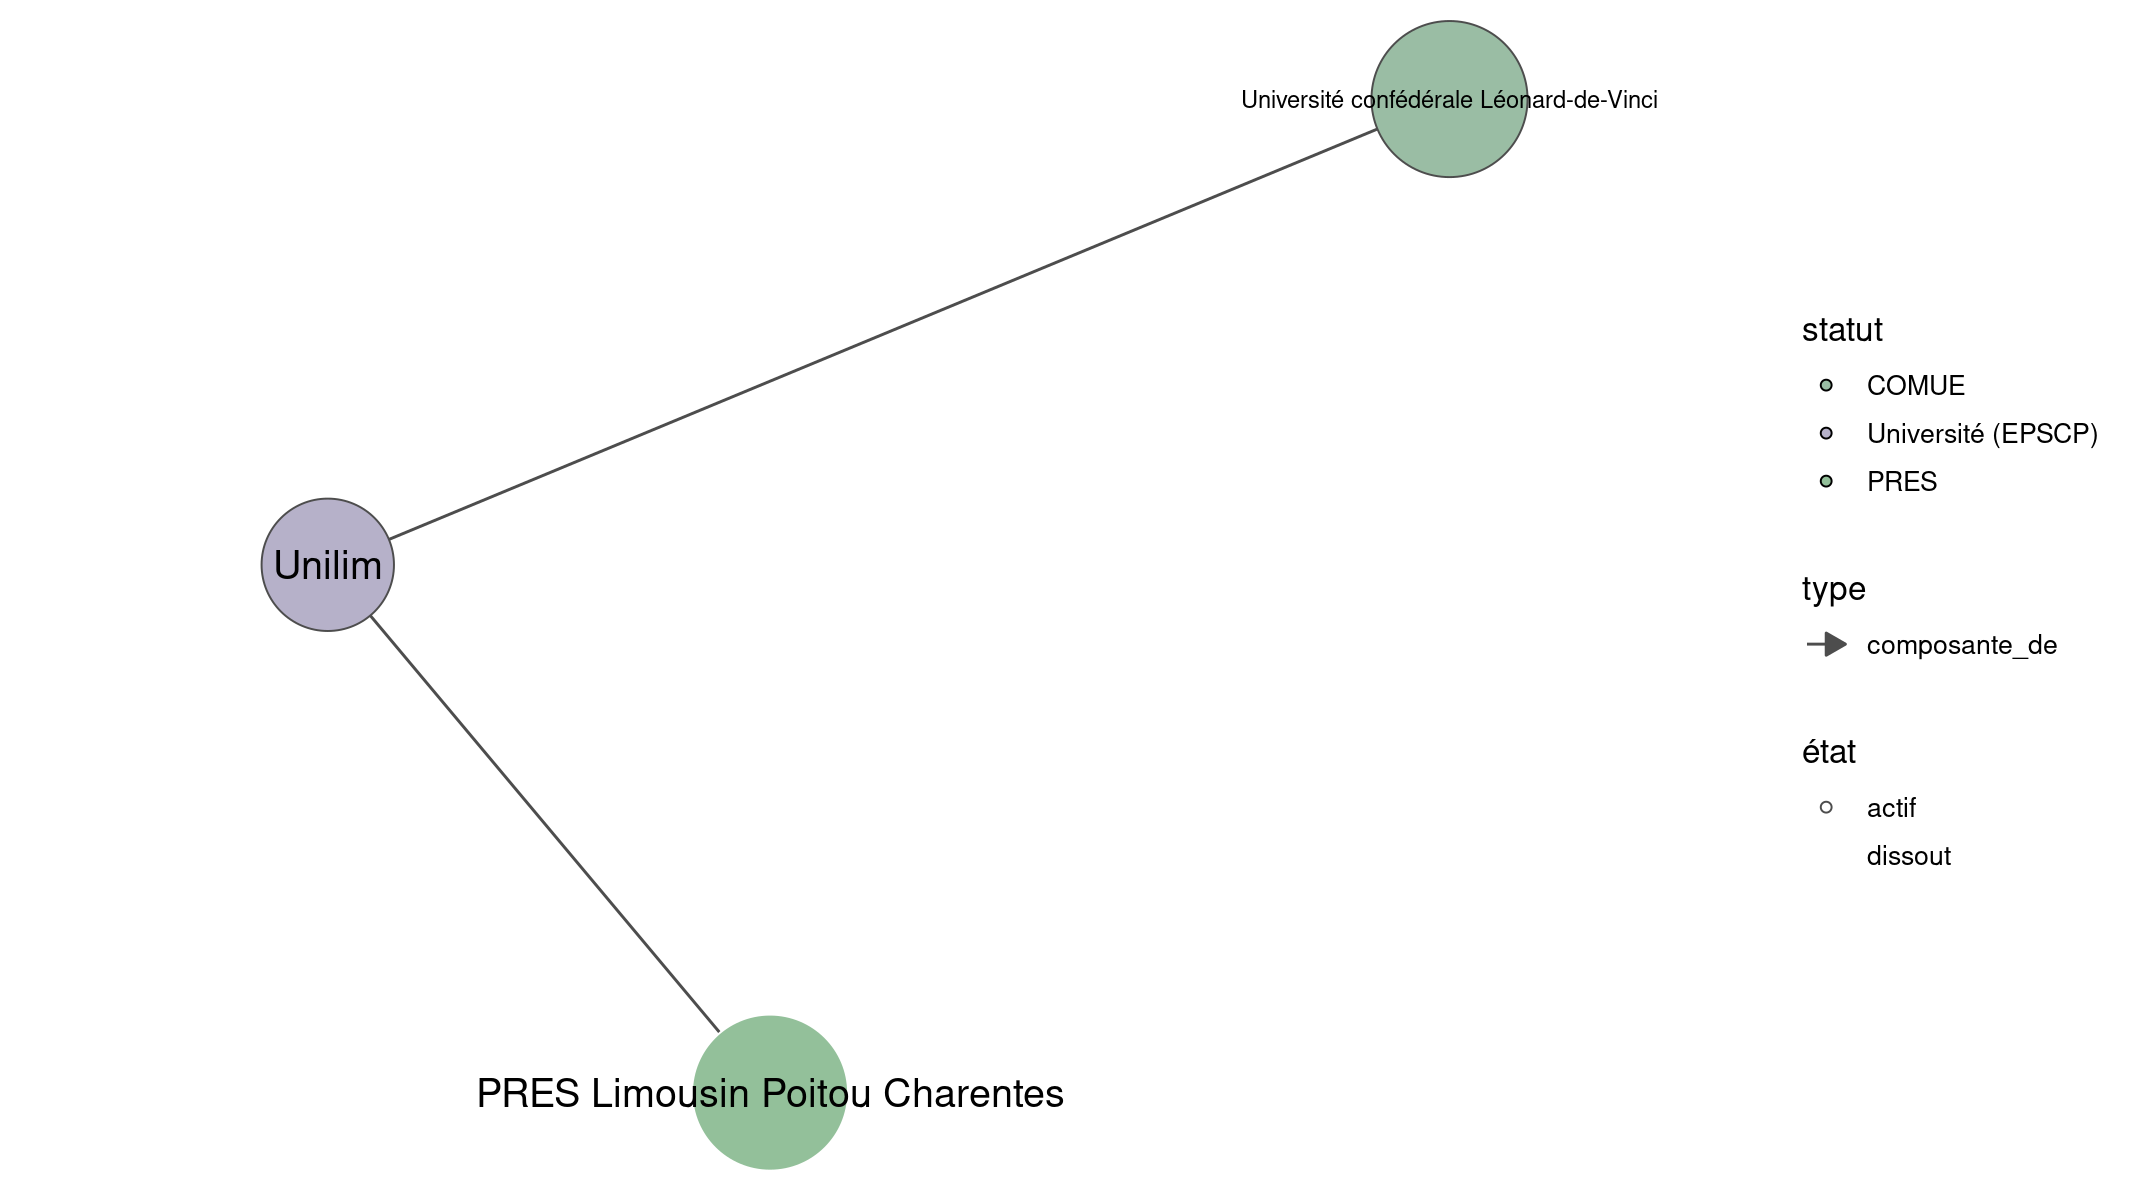 Université confédérale Léonard-de-Vinci
Unilim
PRES Limousin Poitou Charentes
statut
COMUE
Université (EPSCP)
PRES
type
composante_de
état
actif
dissout